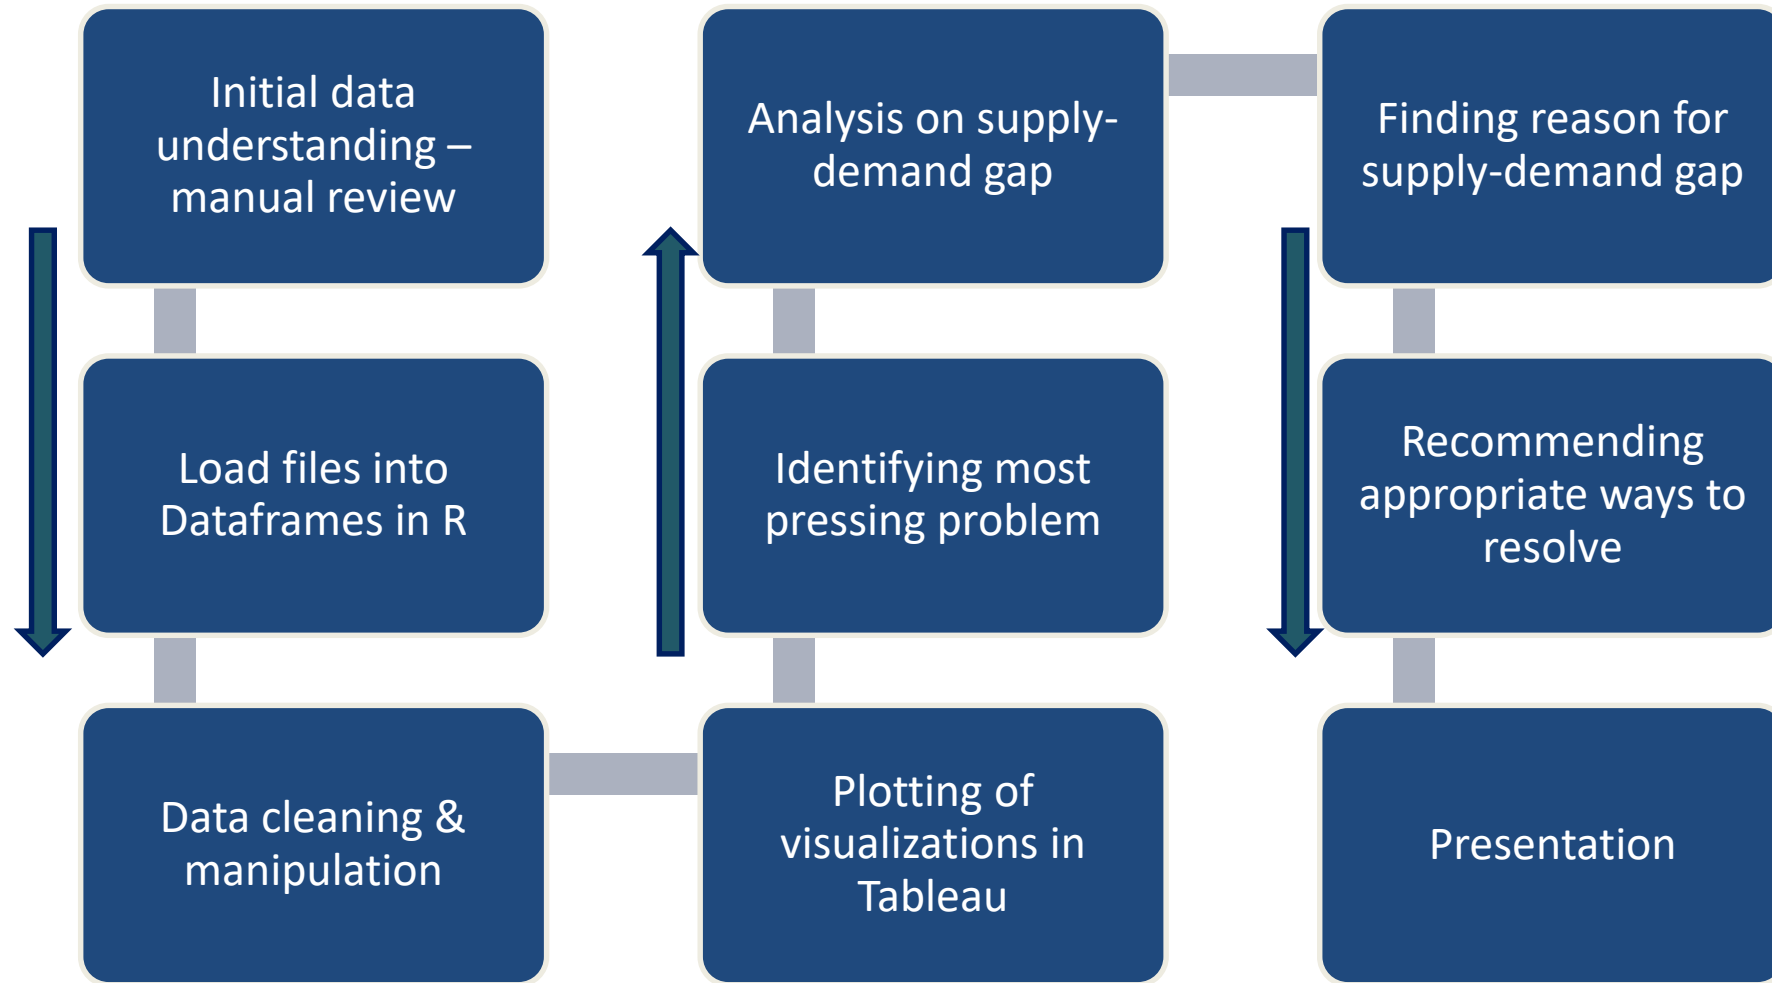 Initial data
understanding –
manual review
Load files into
Dataframes in R
Data cleaning &
manipulation
Plotting of
visualizations in
Tableau
Identifying most
pressing problem
Analysis on supply-
demand gap
Finding reason for
supply-demand gap
Recommending
appropriate ways to
resolve
Presentation